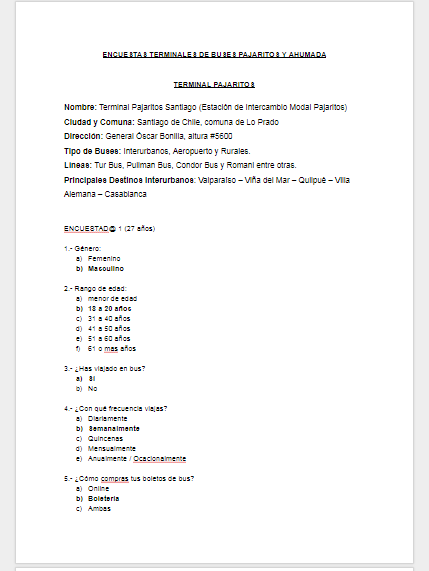 ENCUESTAS TERMINALES DE BUSES PAJARITOS Y AHUMADA
TERMINAL PAJARITOS
Nombre: Terminal Pajaritos Santiago (Estación de Intercambio Modal Pajaritos)
Ciudad y Comuna: Santiago de Chile, comuna de Lo Prado
Dirección: General Óscar Bonilla, altura #5600
Tipo de Buses: Interurbanos, Aeropuerto y Rurales.
Líneas: Tur Bus, Pullman Bus, Condor Bus y Romani entre otras.
Principales Destinos Interurbanos: Valparaíso – Viña del Mar – Quilpué – Villa
Alemana – Casablanca
ENCUESTAD@ 1 (27 años)
1.- Género:
a) Femenino
b) Masculino
2.- Rango de edad:
a) menor de edad
b) 18 a 20 años
c) 31 a 40 años
d) 41 a 50 años
e) 51 a 60 años
f) 61 o mas años
3.- ¿Has viajado en bus?
a) Si
b) No
4.- ¿Con qué frecuencia viajas?
a) Diariamente
b) Semanalmente
c) Quincenas
d) Mensualmente
e) Anualmente / Ocacionalmente
5.- ¿Cómo compras tus boletos de bus?
a) Online
b) Boletería
c) Ambas